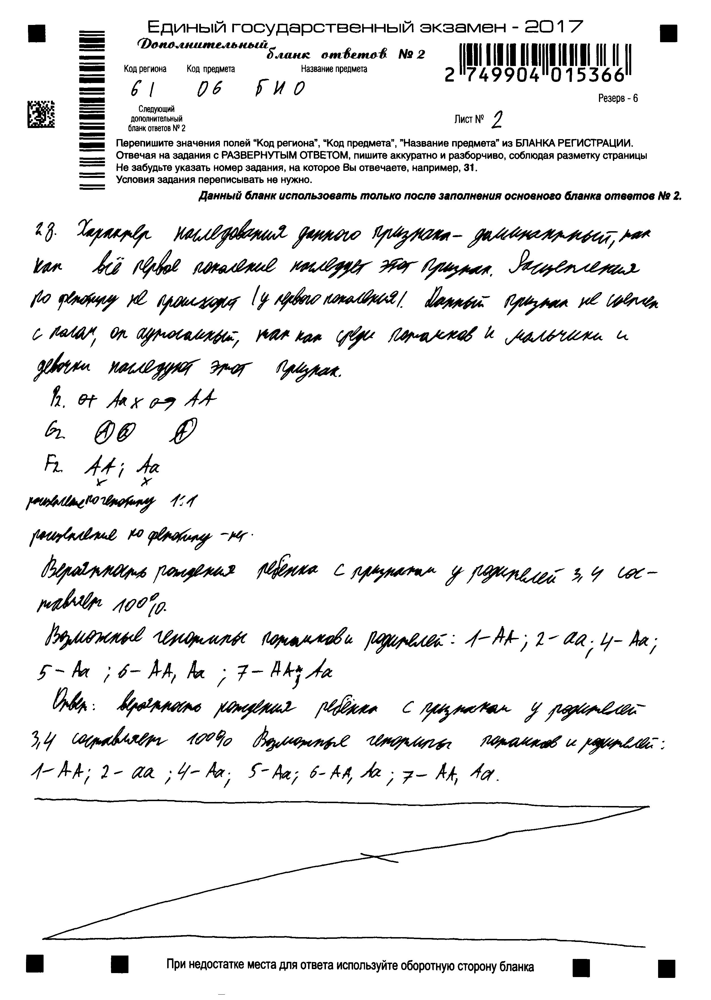 Единый государственный экзамен - 2017
Дополнительный
бланк ответов № 2
Код региона Код предмета Название предмета
2 749904 015366
61 06 БИО
Резерв - 6
Следующий
дополнительный
бланк ответов № 2
Лист № 2
Перепишите значения полей “Код региона”, “Код предмета”, ”Название предмета” из БЛАНКА РЕГИСТРАЦИИ.
Отвечая на задания с РАЗВЕРНУТЫМ ОТВЕТОМ, пишите аккуратно и разборчиво, соблюдая разметку страницы
Не забудьте указать номер задания, на которое Вы отвечаете, например, 31.
Условия задания переписывать не нужно.
Данный бланк использовать только после заполнения основного бланка ответов № 2.
28. Характер наследования данного признака – доминантный, так
как всё первое поколение наследует этот признак. Расщепления
по фенотипу не происходит (у первого поколения). Данный признак не сцеплен
с полом, он аутосомный, так как среди потомков и мальчики и
девочки наследуют этот признак.
P2. ♀ Aa x ♂ AA
G2 A a A
F2 AA; Aa
x x
расщепление по генотипу 1:1
расщепление по фенотипу - нет.
Вероятность рождения ребёнка с признаком у родителей 3,4 сос-
тавляет 100%.
Возможные генотипы потомков и родителей: 1– AA; 2– aa; 4– Aa;
5 – Aa ; 6– AA, Aa ; 7 – AA; Aa
Ответ: вероятность рождения ребёнка с признаком у родителей
3,4 составляет 100% Возможные генотипы потомков и родителей:
1– AA; 2– aa ; 4– Aa; 5–Aa; 6–AA, Aa ; 7– AA, Aa.
При недостатке места для ответа используйте оборотную сторону бланка